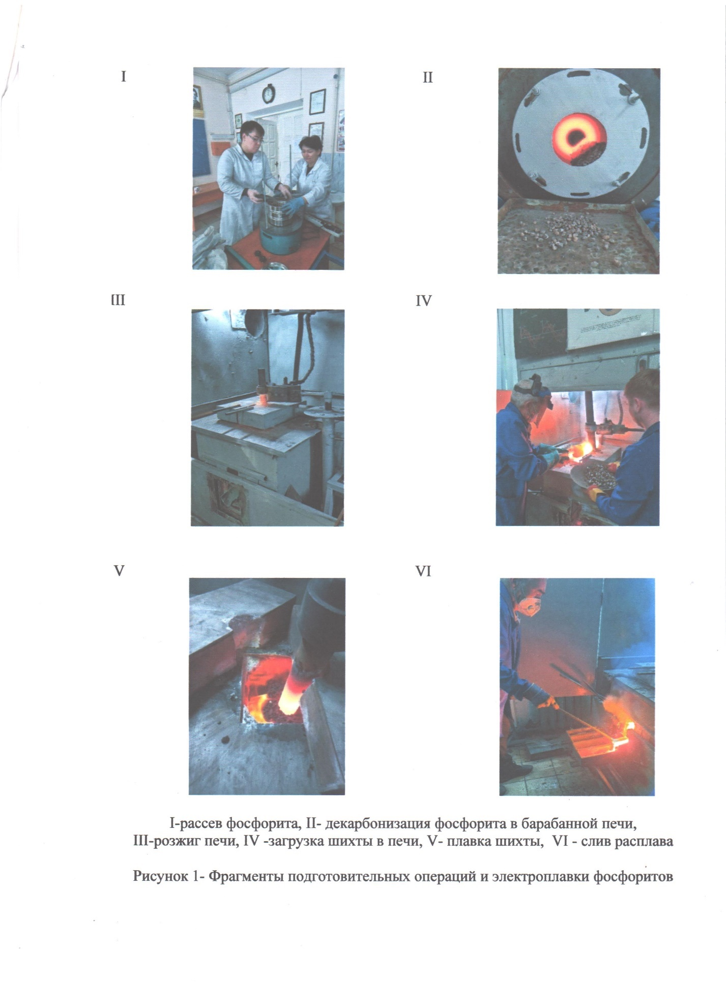 I
II
III
IV
V
VI
I-рассев фосфорита, II- декарбонизация фосфорита в барабанной печи,
III-розжиг печи, IV -загрузка шихты в печи, V- плавка шихты, VI - слив расплава
Рисунок 1- Фрагменты подготовительных операций и электроплавки фосфоритов